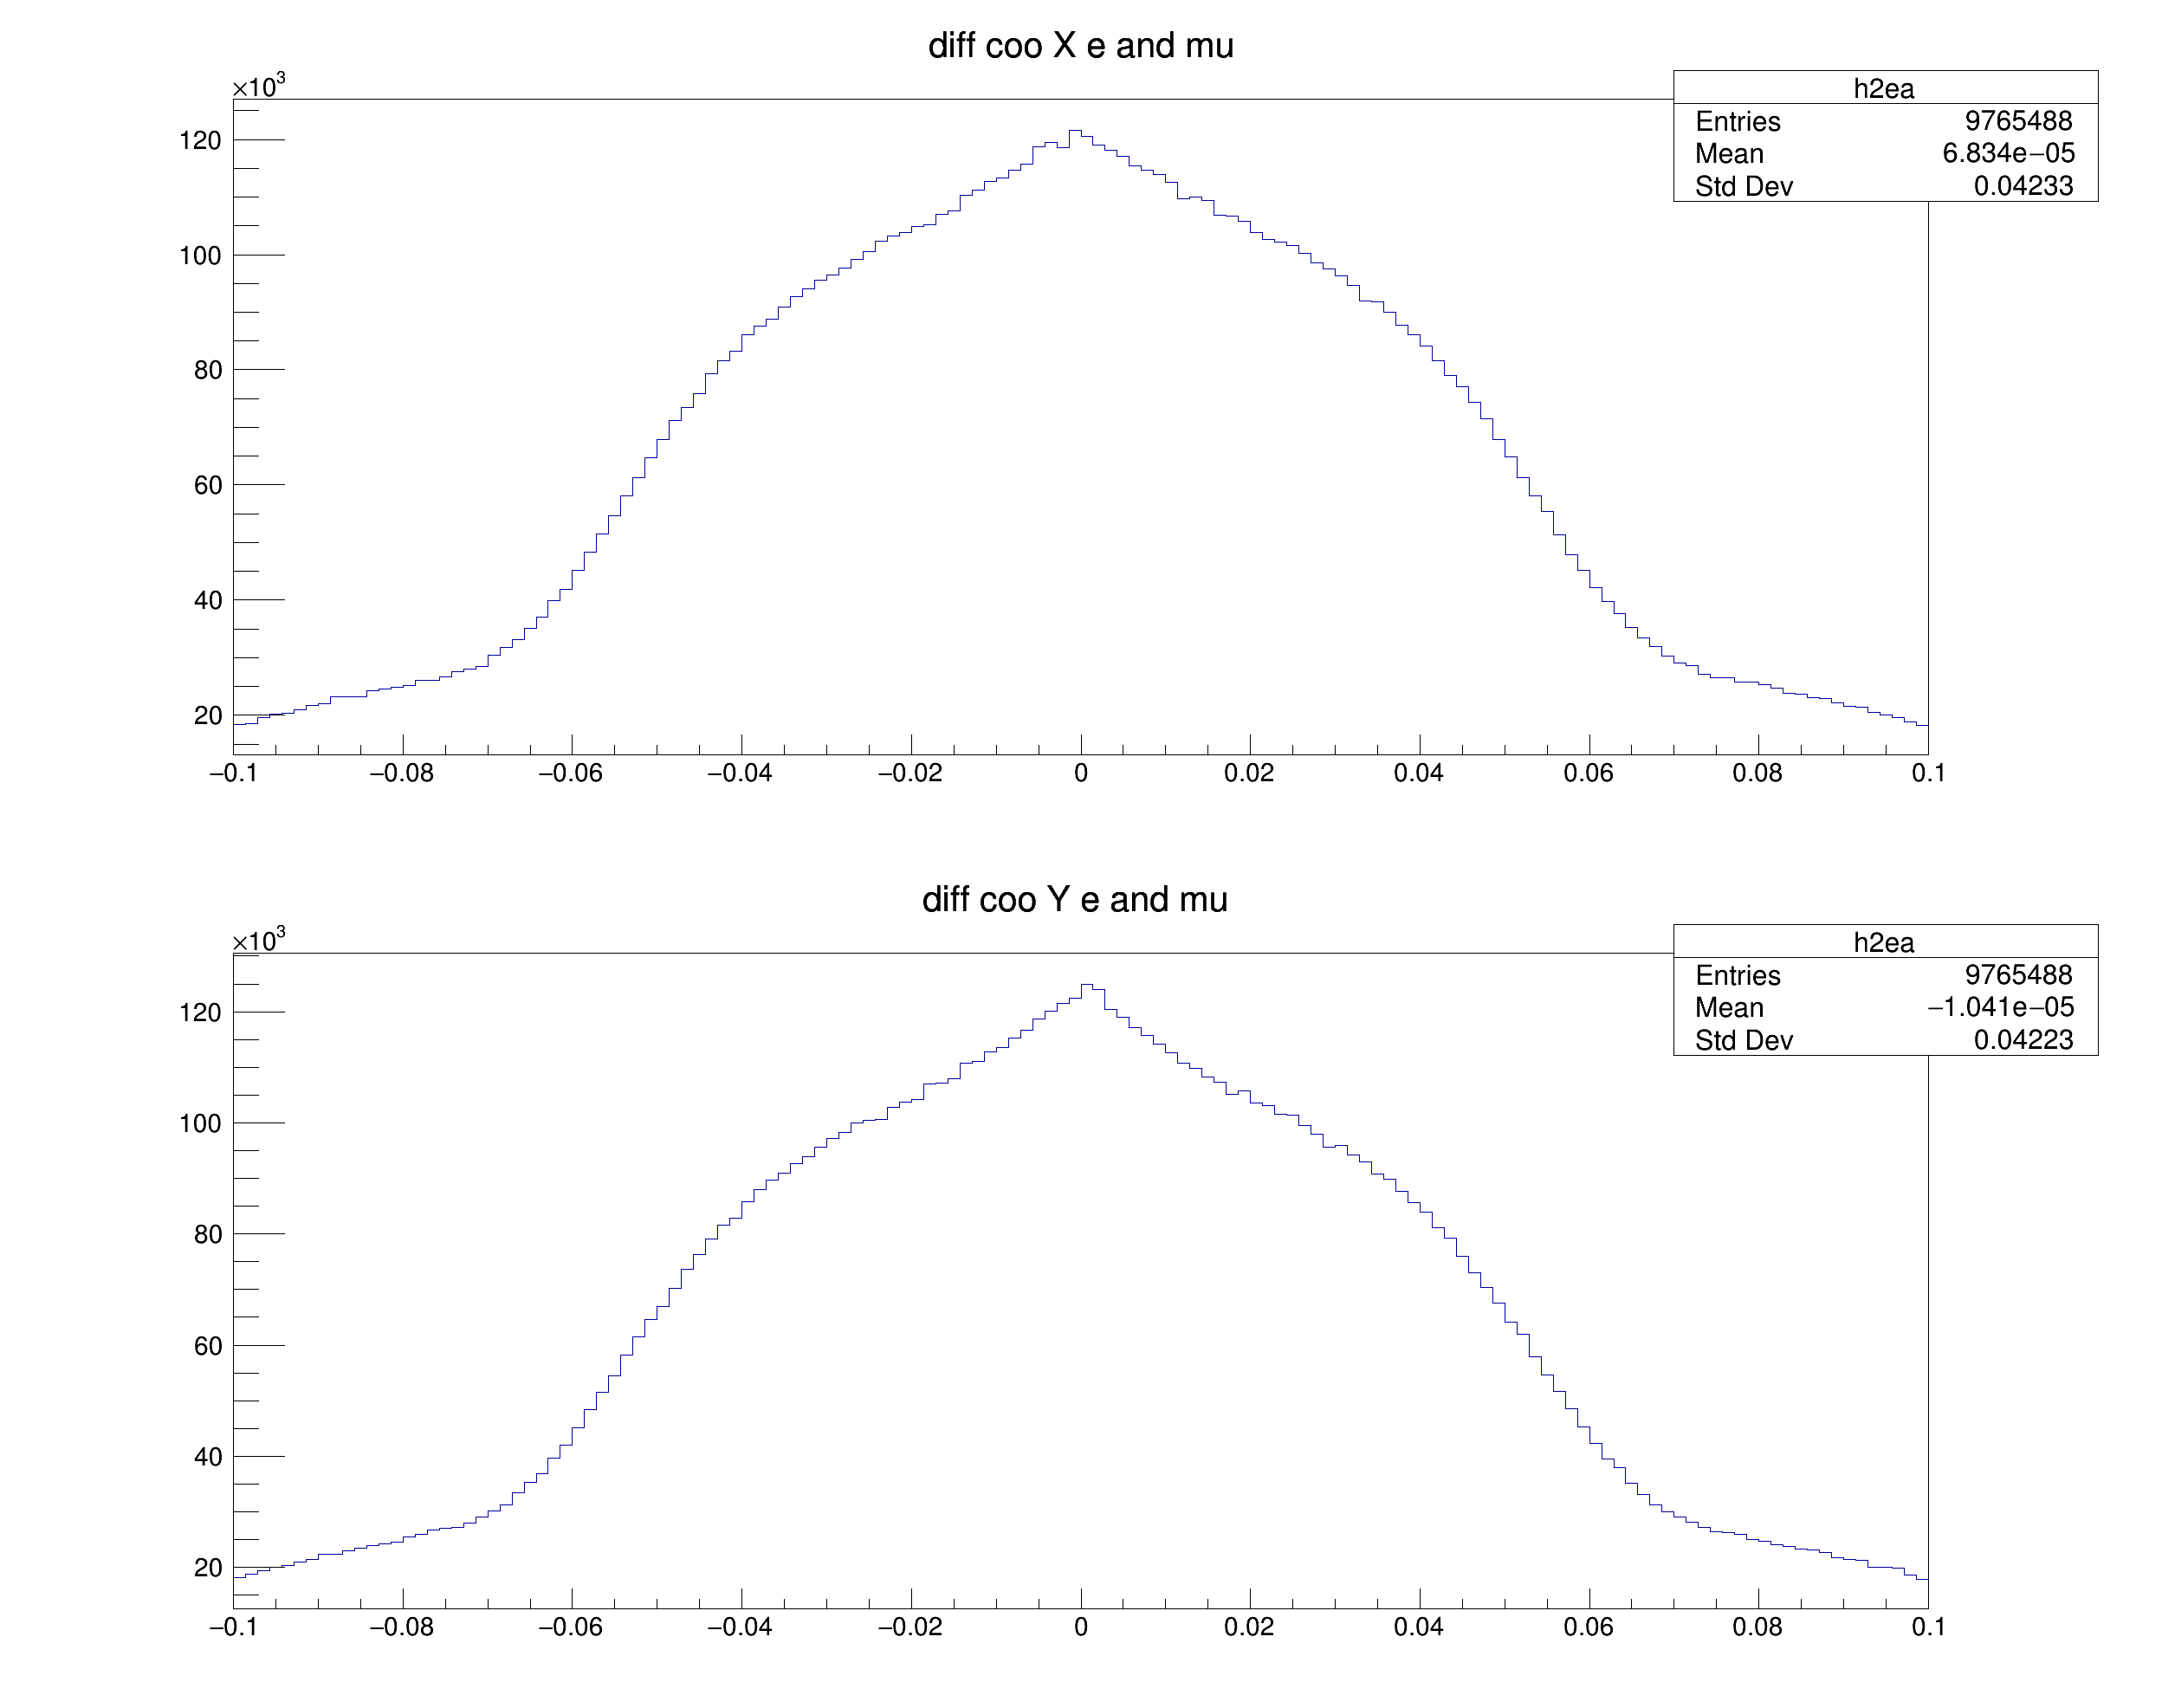 diff coo X e and mu
×10³
h2ea
Entries 9765488
Mean 6.834e−05
Std Dev 0.04233
120
100
80
60
40
20
−0.1 −0.08 −0.06 −0.04 −0.02 0 0.02 0.04 0.06 0.08 0.1
diff coo Y e and mu
×10³
h2ea
Entries 9765488
Mean −1.041e−05
Std Dev 0.04223
120
100
80
60
40
20
−0.1 −0.08 −0.06 −0.04 −0.02 0 0.02 0.04 0.06 0.08 0.1